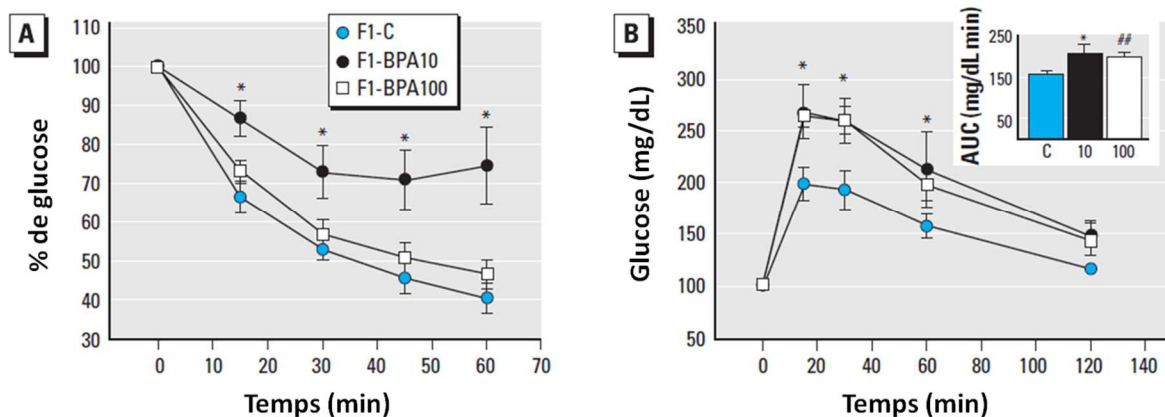 A
F1-C
F1-BPA10
F1-BPA100
% de glucose
110
100
90
80
70
60
50
40
30
*
*
*
*
0 10 20 30 40 50 60 70
Temps (min)
B
Glucose (mg/dL)
350
300
250
200
150
100
50
*
*
*
0 20 40 60 80 100 120 140
Temps (min)
AUC (mg/dL min)
250
150
50
*
##
C 10 100